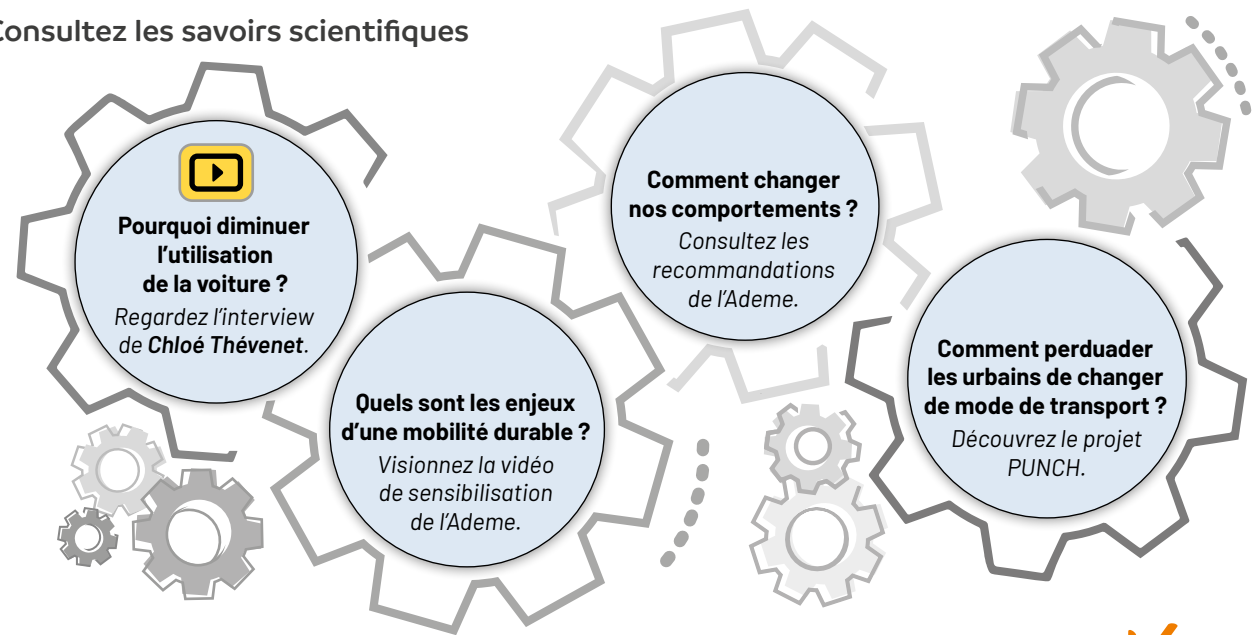 Consultez les savoirs scientifiques
Pourquoi diminuer
l'utilisation
de la voiture ?
Regardez l'interview
de Chloé Thévenet.
Quels sont les enjeux
d'une mobilité durable ?
Visionnez la vidéo
de sensibilisation
de l'Ademe.
Comment changer
nos comportements ?
Consultez les
recommandations
de l'Ademe.
Comment perduader
les urbains de changer
de mode de transport ?
Découvrez le projet
PUNCH.